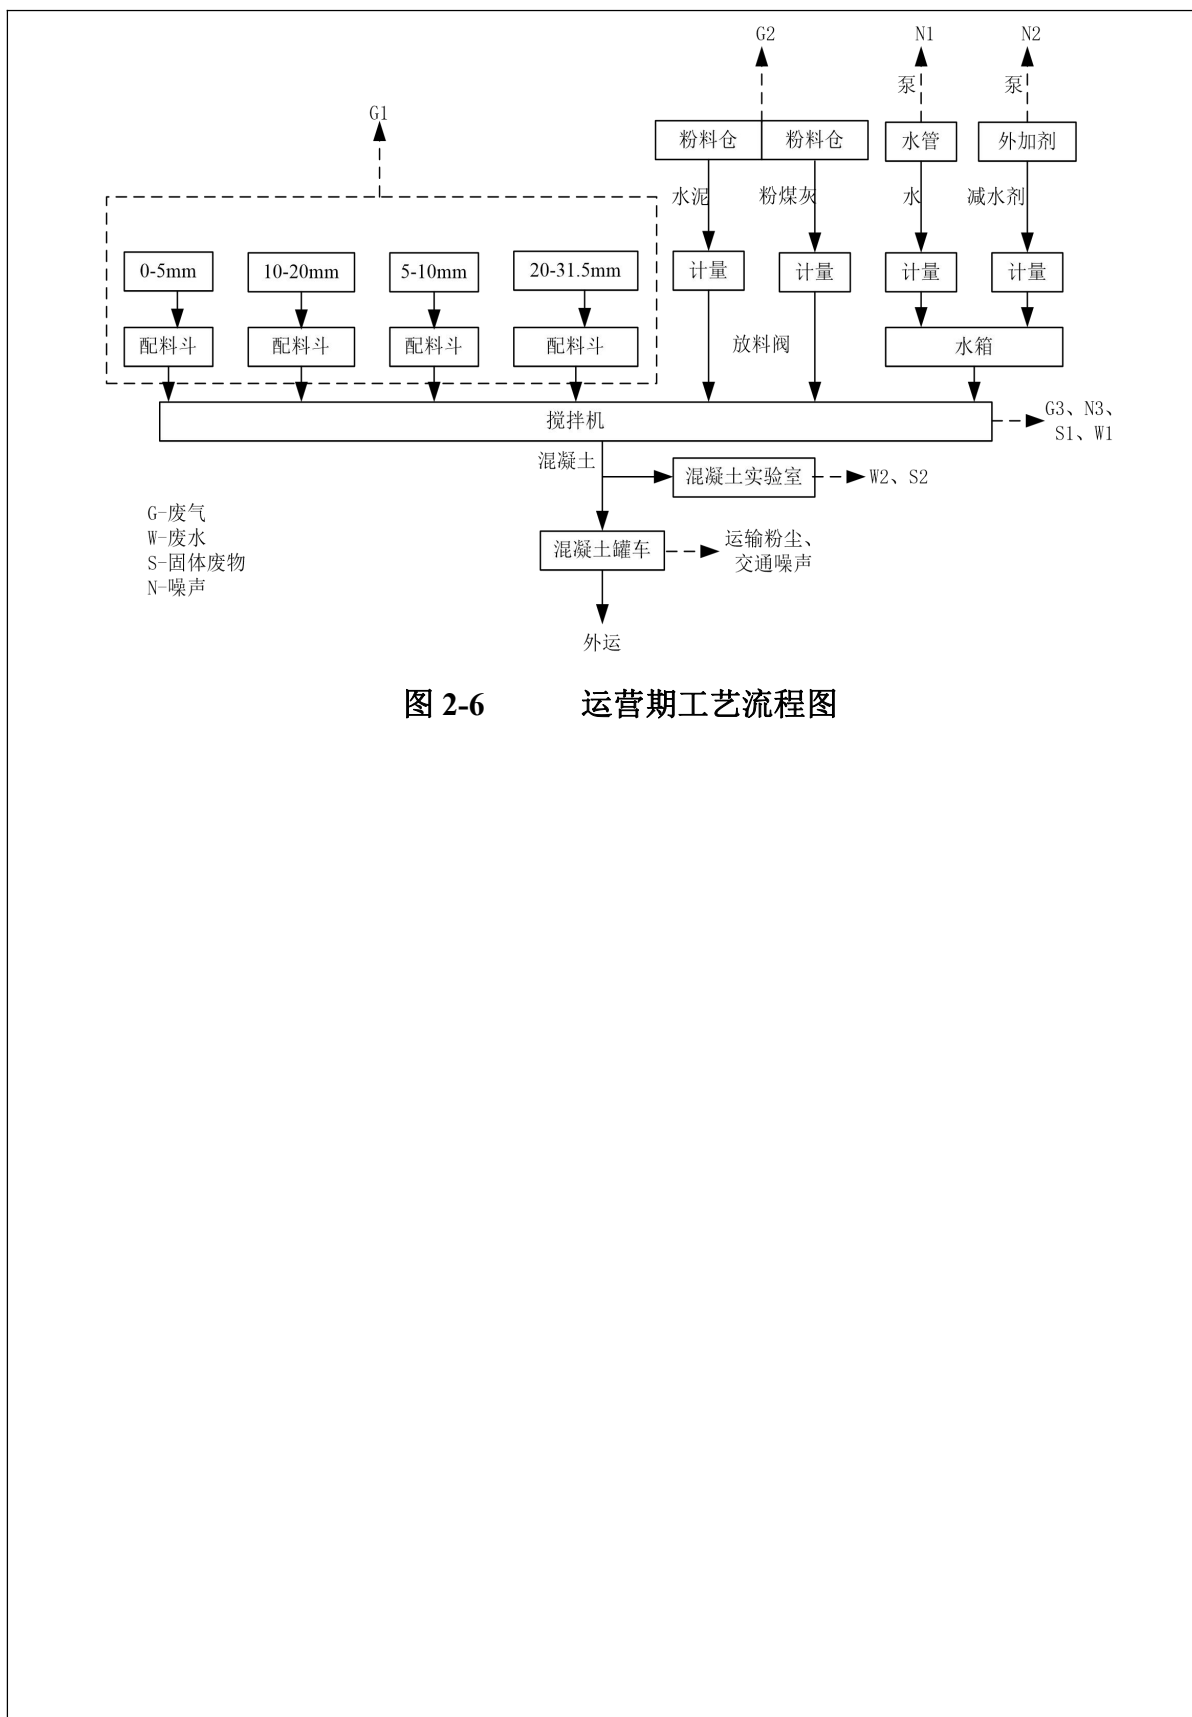 G2
N1
N2
泵
泵
G1
粉料仓
粉料仓
水管
外加剂
水泥
粉煤灰
水
减水剂
0-5mm
10-20mm
5-10mm
20-31.5mm
计量
计量
计量
计量
配料斗
配料斗
配料斗
配料斗
放料阀
水箱
搅拌机
G3、N3、
S1、W1
混凝土
混凝土实验室
W2、S2
G-废气
W-废水
S-固体废物
N-噪声
混凝土罐车
运输粉尘、
交通噪声
外运
图 2-6 运营期工艺流程图